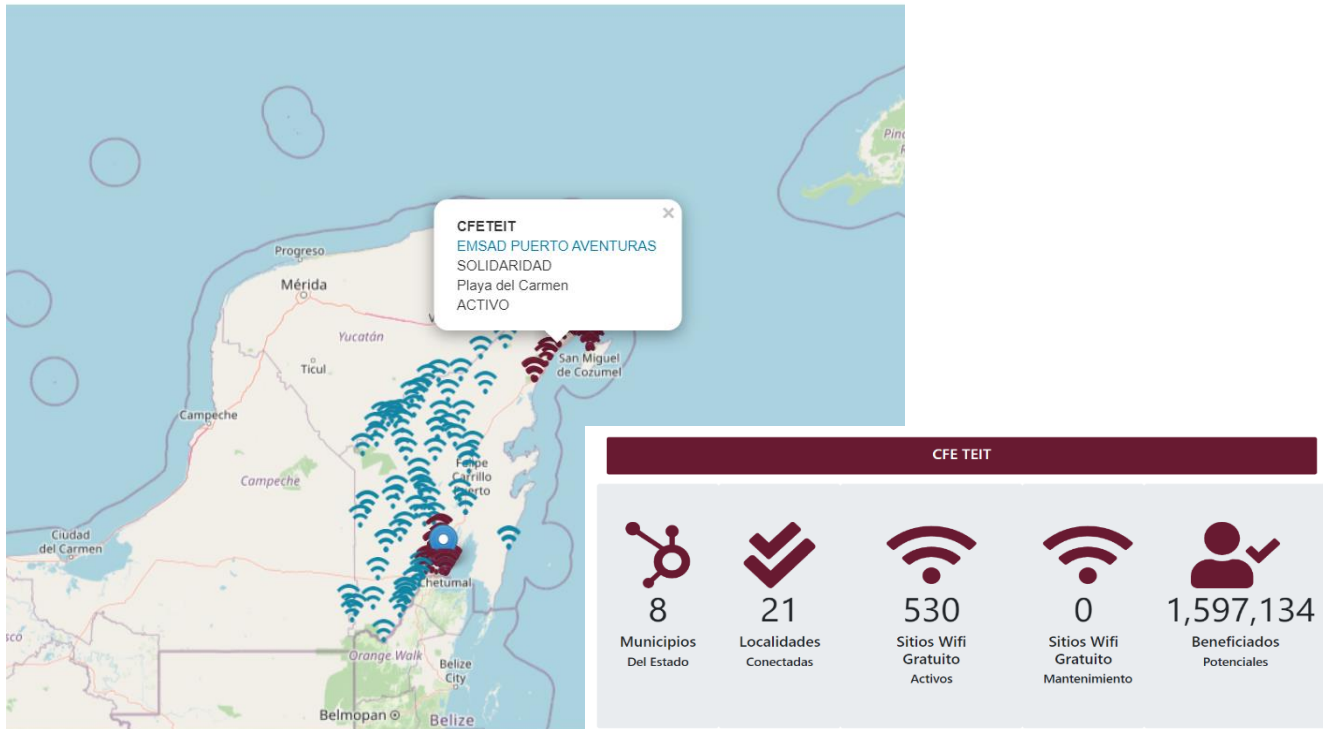 Progreso
Mérida
Yucatán
Ticul
Campeche
Campeche
Ciudad
del Carmen
×
CFETEIT
EMSAD PUERTO AVENTURAS
SOLIDARIDAD
Playa del Carmen
ACTIVO
San Miguel
de Cozumel
Felipe
Carrillo
Puerto
Chetumal
Orange Walk
Belize
City
Belmopan
Belize
CFE TEIT
8
Municipios
Del Estado
21
Localidades
Conectadas
530
Sitios Wifi
Gratuito
Activos
0
Sitios Wifi
Gratuito
Mantenimiento
1,597,134
Beneficiados
Potenciales